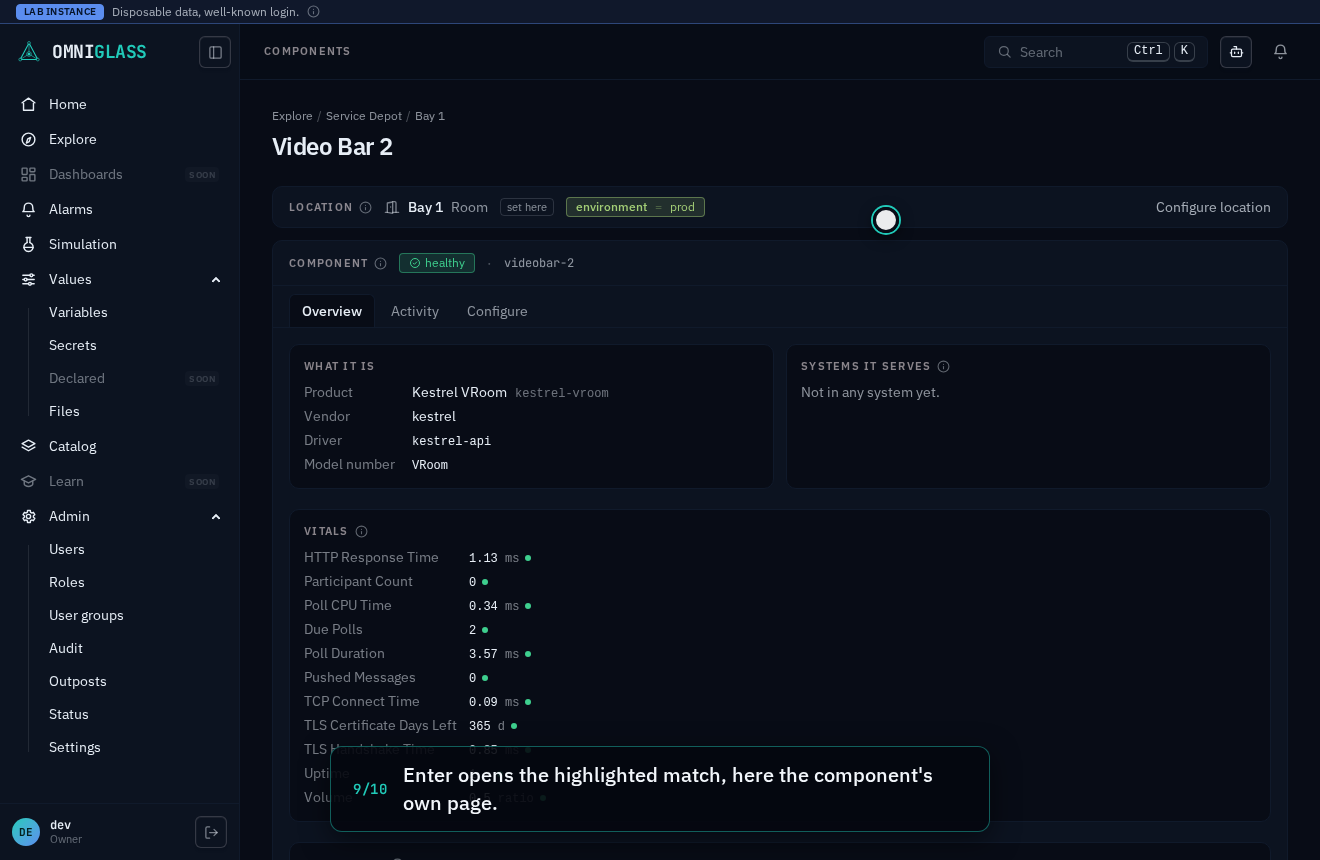 LAB INSTANCE Disposable data, well-known login.
OMNIGLASS
COMPONENTS
Search Ctrl K
Home
Explore
Dashboards SOON
Alarms
Simulation
Values
Variables
Secrets
Declared SOON
Files
Catalog
Learn SOON
Admin
Users
Roles
User groups
Audit
Outposts
Status
Settings
DE dev
Owner
Explore / Service Depot / Bay 1
Video Bar 2
LOCATION Bay 1 Room set here environment = prod Configure location
COMPONENT healthy · videobar-2
Overview Activity Configure
WHAT IT IS
Product Kestrel VRoom kestrel-vroom
Vendor kestrel
Driver kestrel-api
Model number VRoom
SYSTEMS IT SERVES
Not in any system yet.
VITALS
HTTP Response Time 1.13 ms
Participant Count 0
Poll CPU Time 0.34 ms
Due Polls 2
Poll Duration 3.57 ms
Pushed Messages 0
TCP Connect Time 0.09 ms
TLS Certificate Days Left 365 d
TLS Handshake Time
9/10 Enter opens the highlighted match, here the component's
own page.